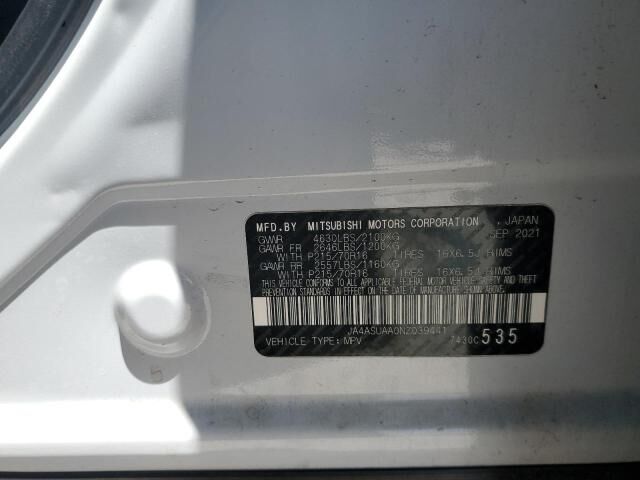 MFD. BY MITSUBISHI MOTORS CORPORATION, JAPAN
GVWR 4630LBS/2100KG SEP 2021
GAWR FR 2646LBS/1200KG
WITH P215/70R16 TIRES 16X6.5J RIMS
GAWR RR 2557LBS/1160KG
WITH P215/70R16 TIRES 16X6.5J RIMS
THIS VEHICLE CONFORMS TO ALL APPLICABLE FEDERAL MOTOR VEHICLE SAFETY AND THEFT
PREVENTION STANDARDS IN EFFECT ON THE DATE OF MANUFACTURE SHOWN ABOVE.
JA4ASUAA0NZ039441
VEHICLE TYPE: MPV 7430C 535